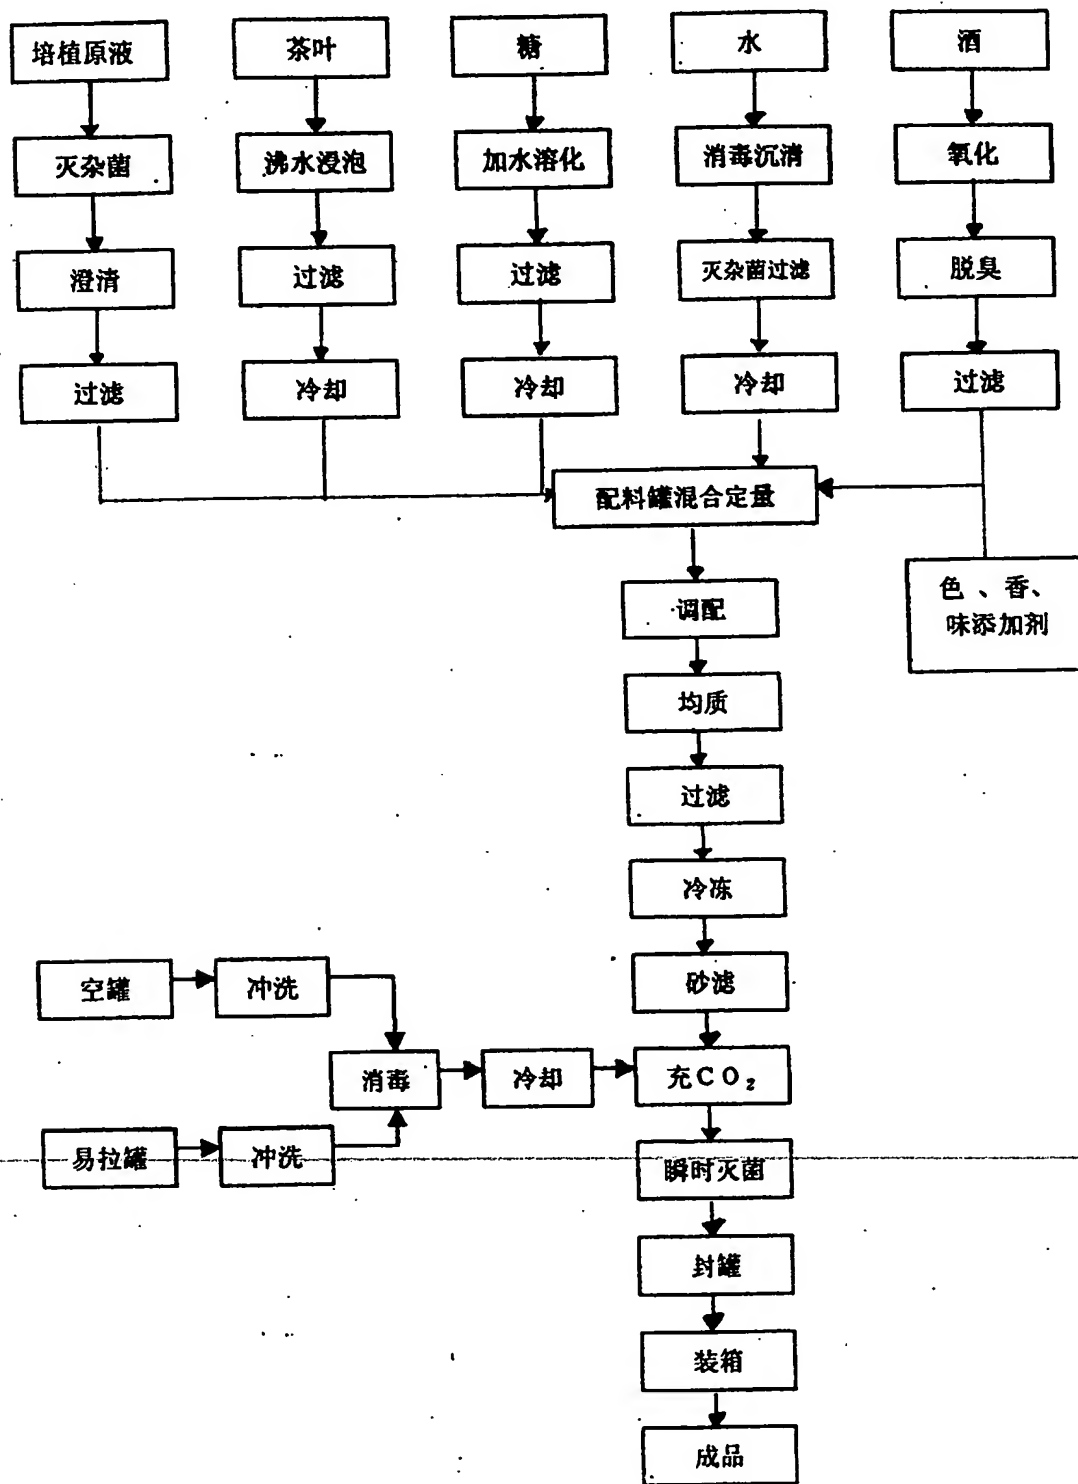 培植原液
茶叶
糖
水
酒
灭杂菌
沸水浸泡
加水溶化
消毒沉清
氧化
澄清
过滤
过滤
灭杂菌过滤
脱臭
过滤
冷却
冷却
冷却
过滤
配料罐混合定量
色、香、
味添加剂
调配
均质
过滤
冷冻
砂滤
空罐
冲洗
消毒
冷却
充CO₂
易拉罐
冲洗
瞬时灭菌
封罐
装箱
成品